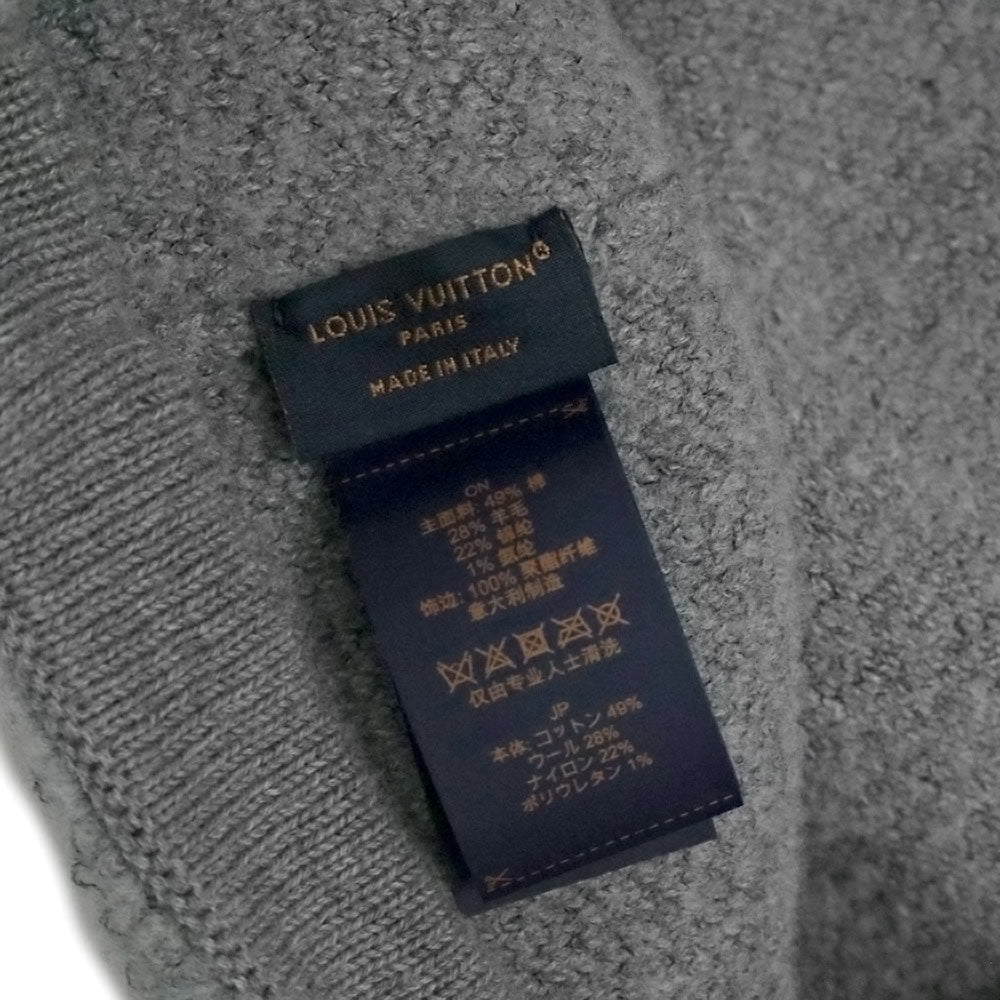 LOUIS VUITTON®
PARIS
MADE IN ITALY
CN
主面料: 49% 棉
28% 羊毛
22% 锦纶
1% 氨纶
饰边: 100% 聚酯纤维
意大利制造
仅由专业人士清洗
JP
本体: コットン 49%
ウール 28%
ナイロン 22%
ポリウレタン 1%